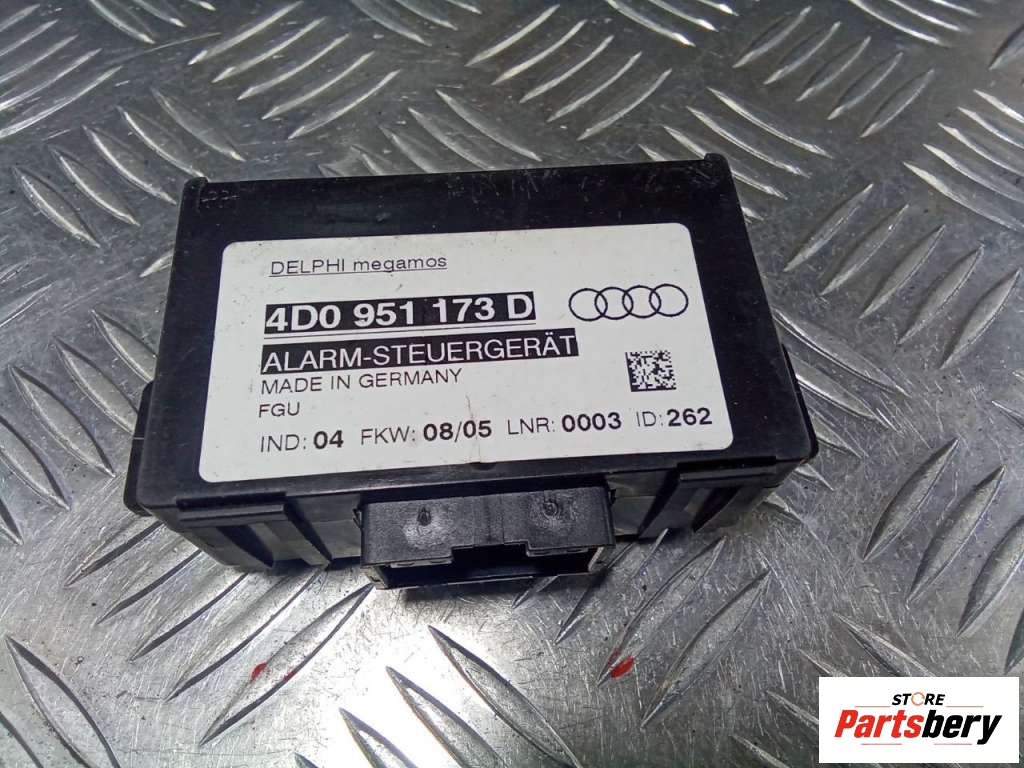 DELPHI megamos
4D0 951 173 D
ALARM-STEUERGERÄT
MADE IN GERMANY
FGU
IND: 04 FKW: 08/05 LNR: 0003 ID: 262
STORE
Partsbery